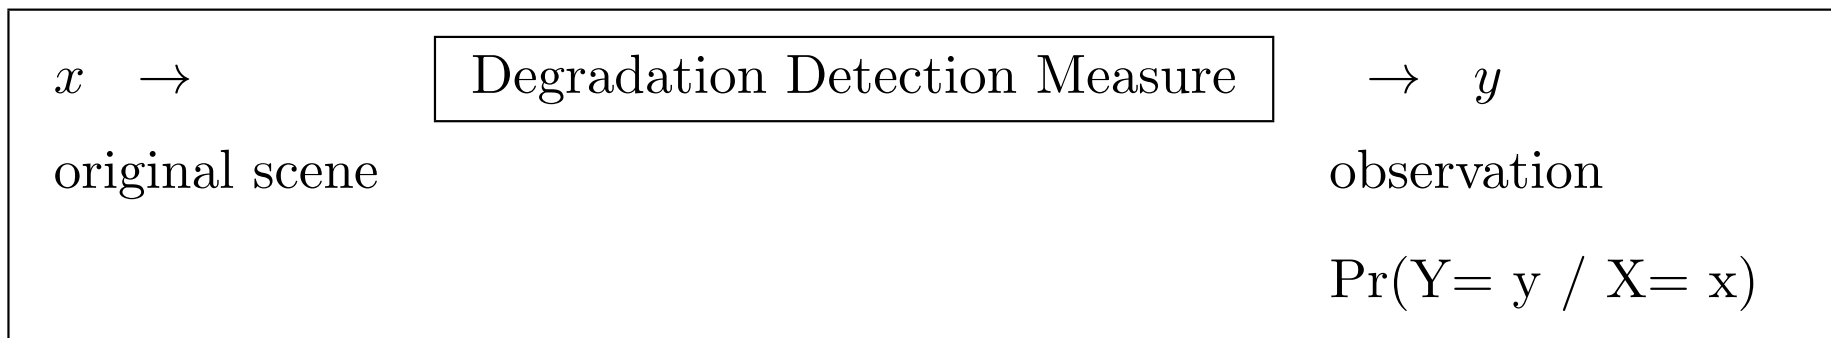 x → Degradation Detection Measure → y
original scene observation
Pr(Y= y / X= x)